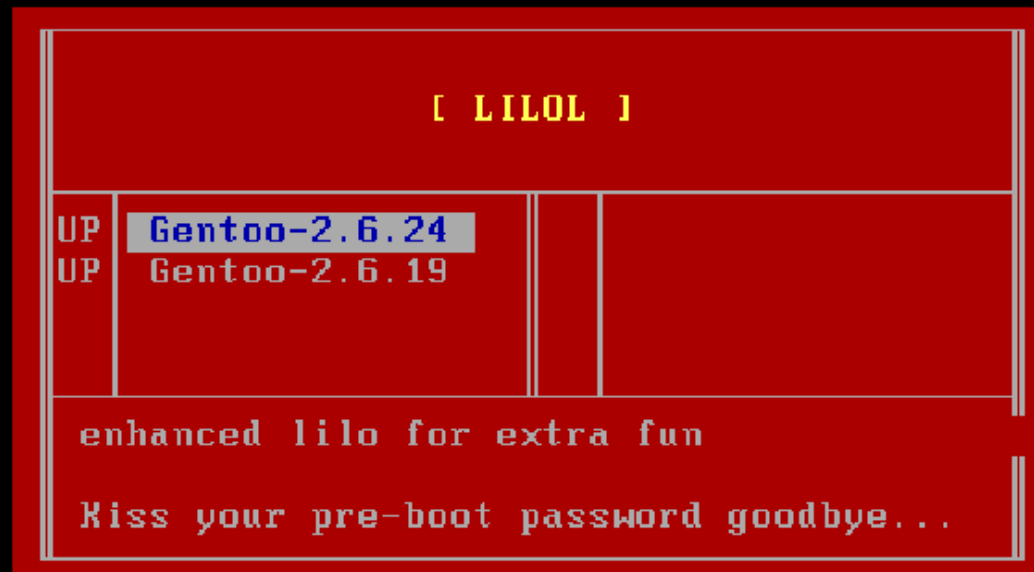 [ LILOL ]
UP Gentoo-2.6.24
UP Gentoo-2.6.19
enhanced lilo for extra fun
Kiss your pre-boot password goodbye...